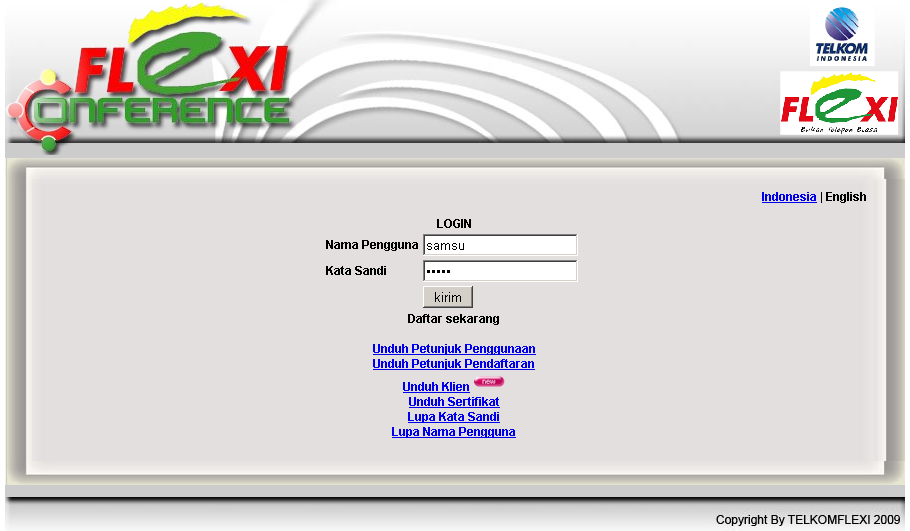 FLEXI
CONFERENCE
TELKOM
INDONESIA
FLEXI
Bukan Telepon Biasa
Indonesia | English
LOGIN
Nama Pengguna samsu
Kata Sandi •••••
kirim
Daftar sekarang
Unduh Petunjuk Penggunaan
Unduh Petunjuk Pendaftaran
Unduh Klien new
Unduh Sertifikat
Lupa Kata Sandi
Lupa Nama Pengguna
Copyright By TELKOMFLEXI 2009